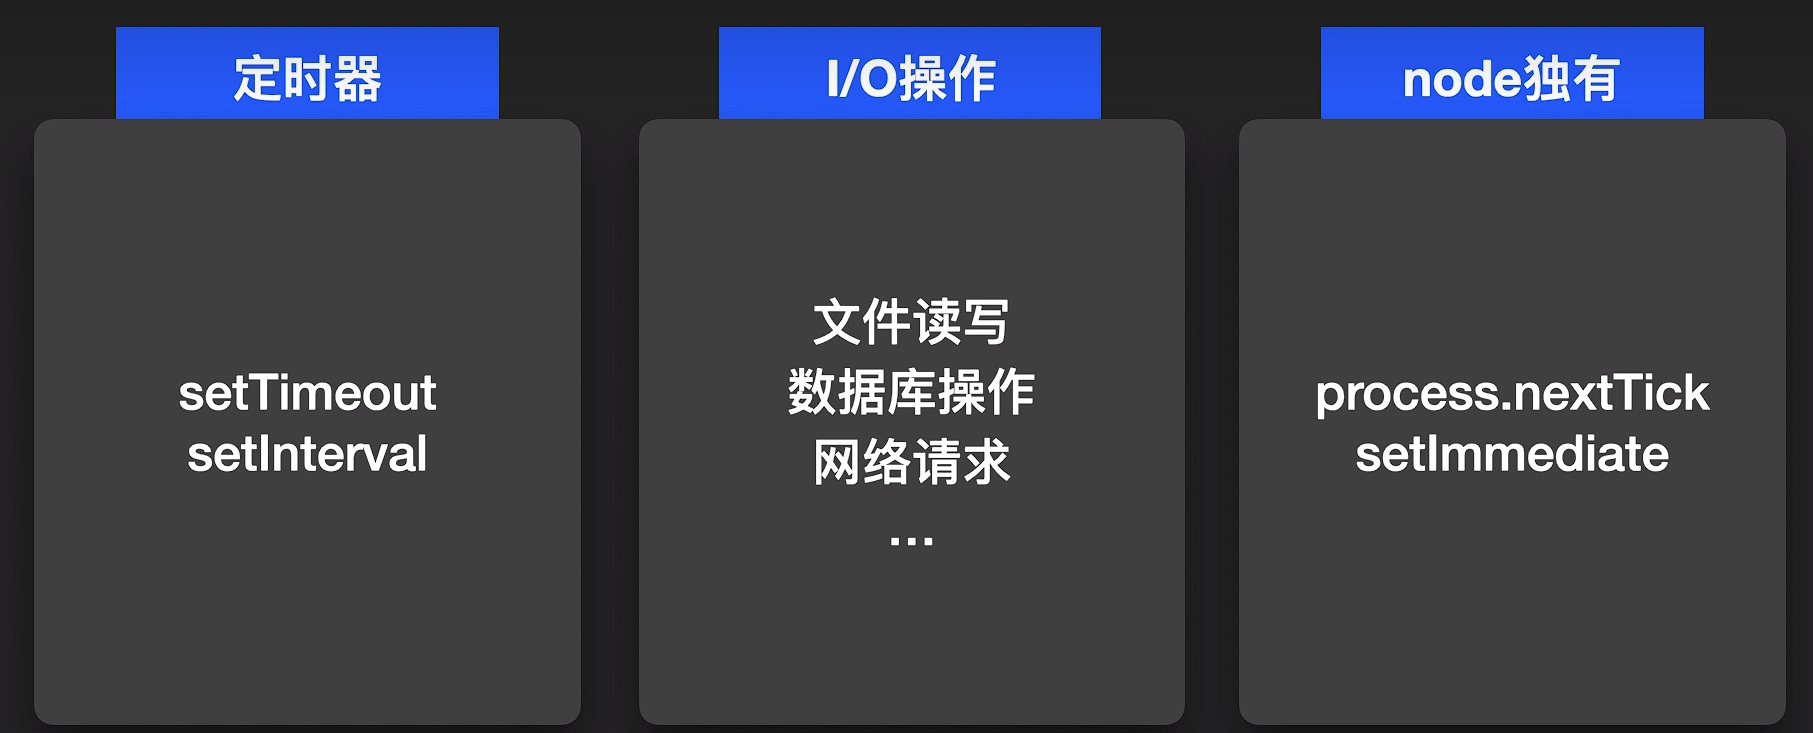 定时器
setTimeout
setInterval
I/O操作
文件读写
数据库操作
网络请求
...
node独有
process.nextTick
setImmediate